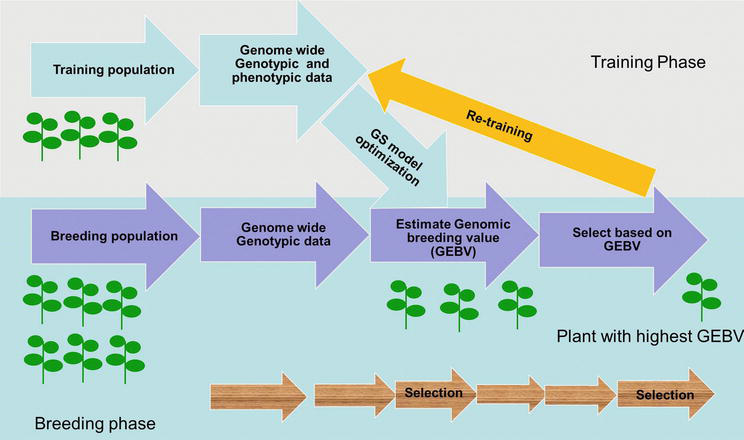 Training population
Genome wide
Genotypic and
phenotypic data
Training Phase
Re-training
GS model
optimization
Breeding population
Genome wide
Genotypic data
Estimate Genomic
breeding value
(GEBV)
Select based on
GEBV
Plant with highest GEBV
Selection
Selection
Breeding phase